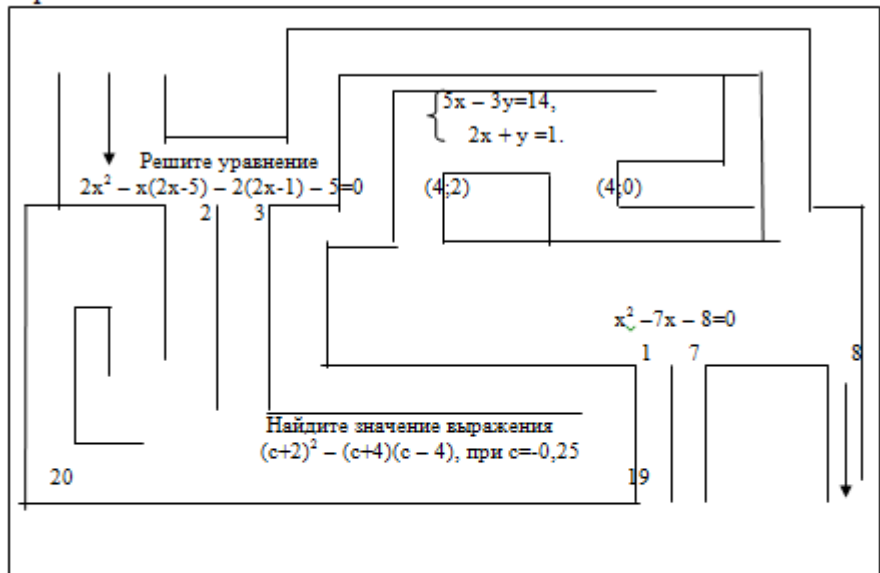 5x – 3y=14,
2x + y =1.
Решите уравнение
2x² – x(2x-5) – 2(2x-1) – 5=0
(4;2)
(4;0)
2
3
x² –7x – 8=0
1
7
8
Найдите значение выражения
(c+2)² – (c+4)(c – 4), при c=-0,25
20
19